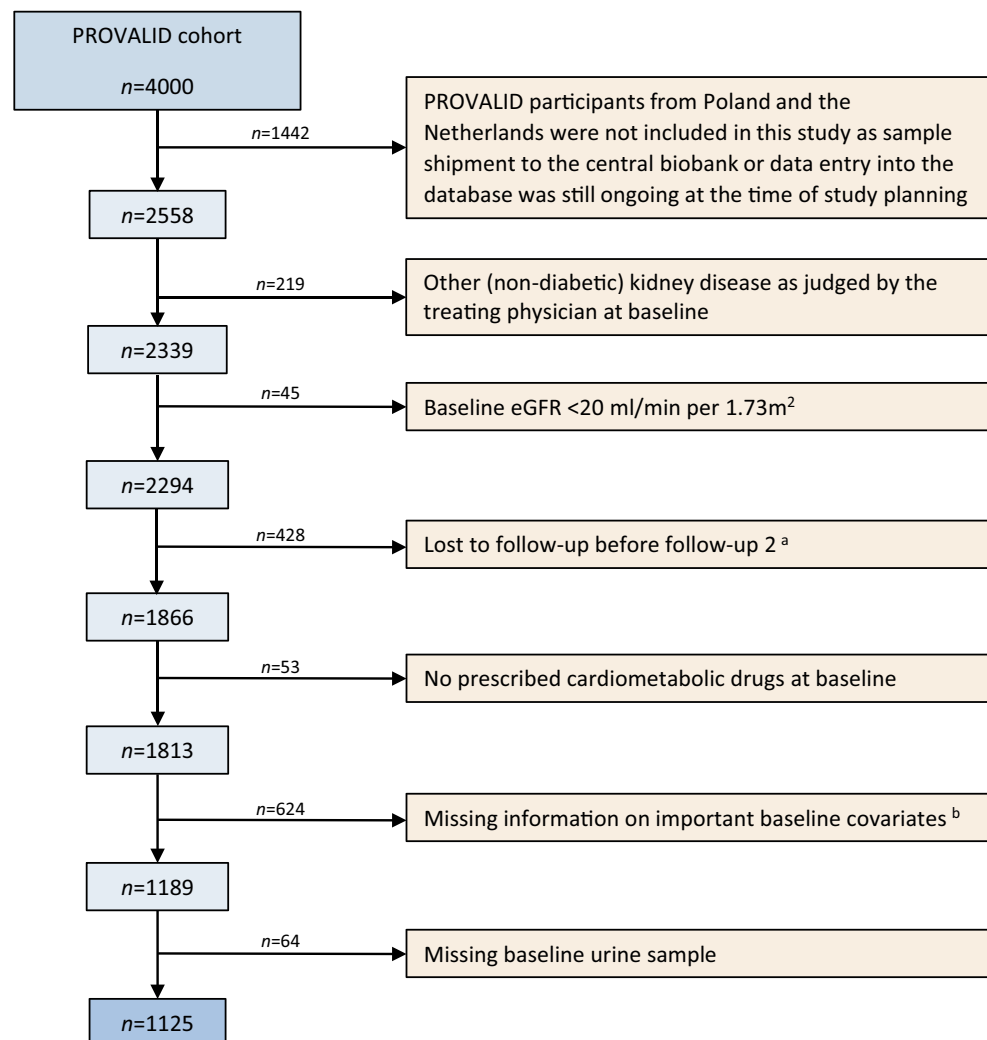 PROVALID cohort
n=4000
n=1442
PROVALID participants from Poland and the
Netherlands were not included in this study as sample
shipment to the central biobank or data entry into the
database was still ongoing at the time of study planning
n=2558
n=219
Other (non-diabetic) kidney disease as judged by the
treating physician at baseline
n=2339
n=45
Baseline eGFR <20 ml/min per 1.73m²
n=2294
n=428
Lost to follow-up before follow-up 2 ᵃ
n=1866
n=53
No prescribed cardiometabolic drugs at baseline
n=1813
n=624
Missing information on important baseline covariates ᵇ
n=1189
n=64
Missing baseline urine sample
n=1125